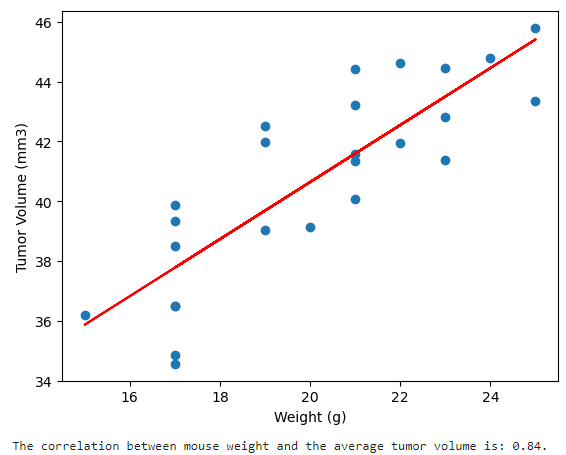 46
44
42
40
38
36
34
Tumor Volume (mm3)
16 18 20 22 24
Weight (g)
The correlation between mouse weight and the average tumor volume is: 0.84.